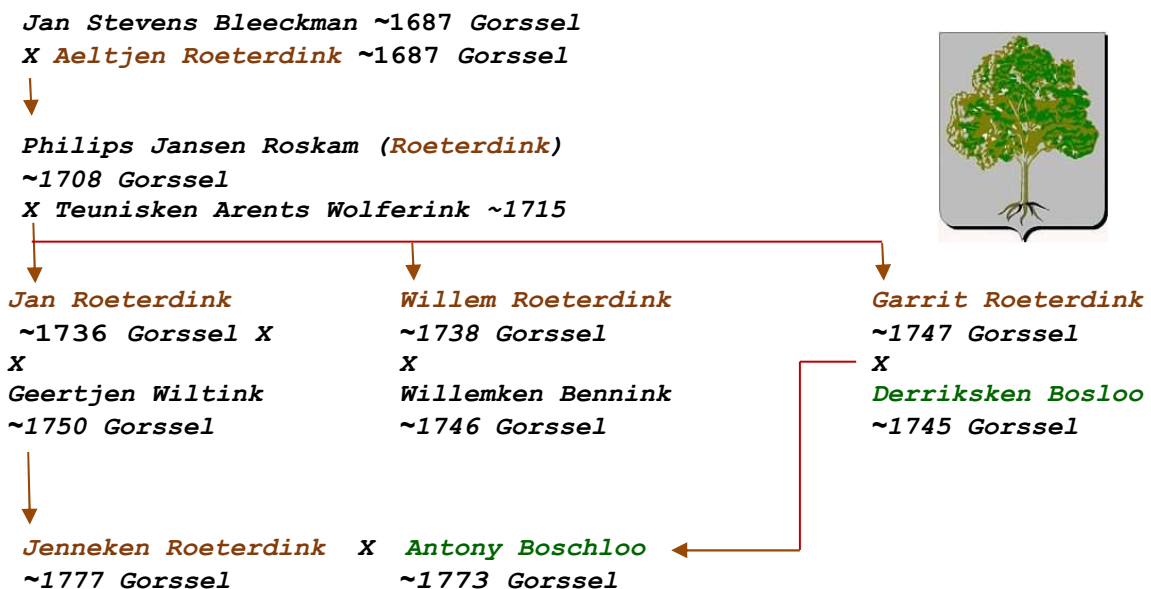 Jan Stevens Bleeckman ~1687 Gorssel
X Aeltjen Roeterdink ~1687 Gorssel
Philips Jansen Roskam (Roeterdink)
~1708 Gorssel
X Teunisken Arents Wolferink ~1715
Jan Roeterdink
~1736 Gorssel X
X
Geertjen Wiltink
~1750 Gorssel
Willem Roeterdink
~1738 Gorssel
X
Willemken Bennink
~1746 Gorssel
Garrit Roeterdink
~1747 Gorssel
X
Derriksken Bosloo
~1745 Gorssel
Jenneken Roeterdink X Antony Boschloo
~1777 Gorssel ~1773 Gorssel